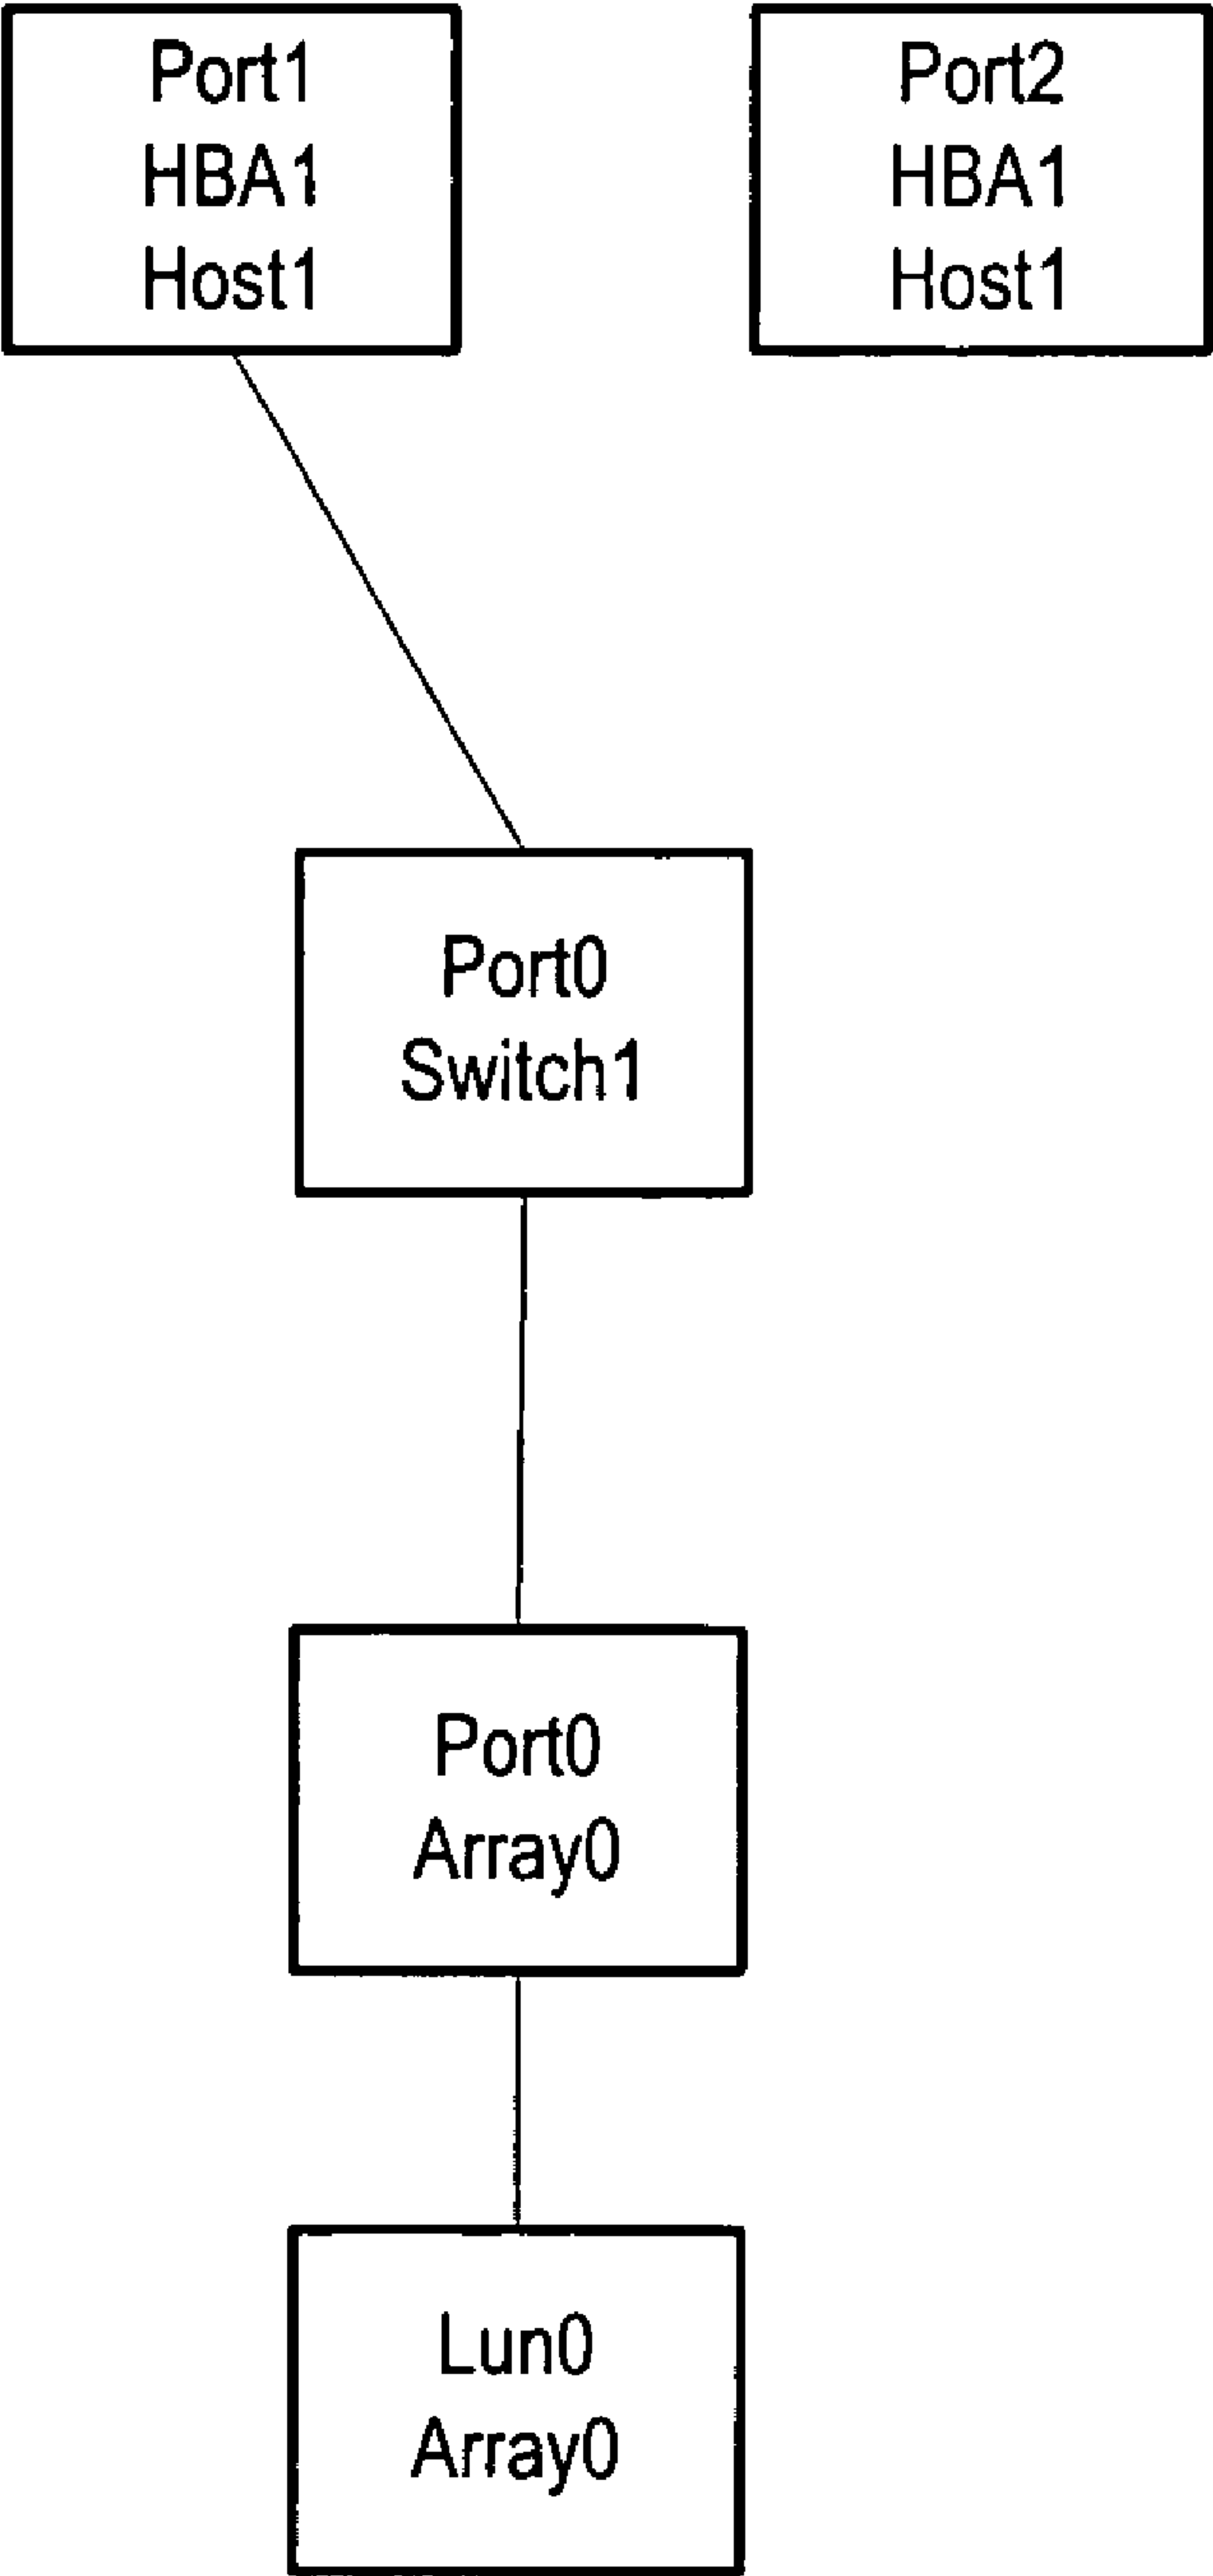 Port1
HBA1
Host1
Port2
HBA1
Host1
Port0
Switch1
Port0
Array0
Lun0
Array0